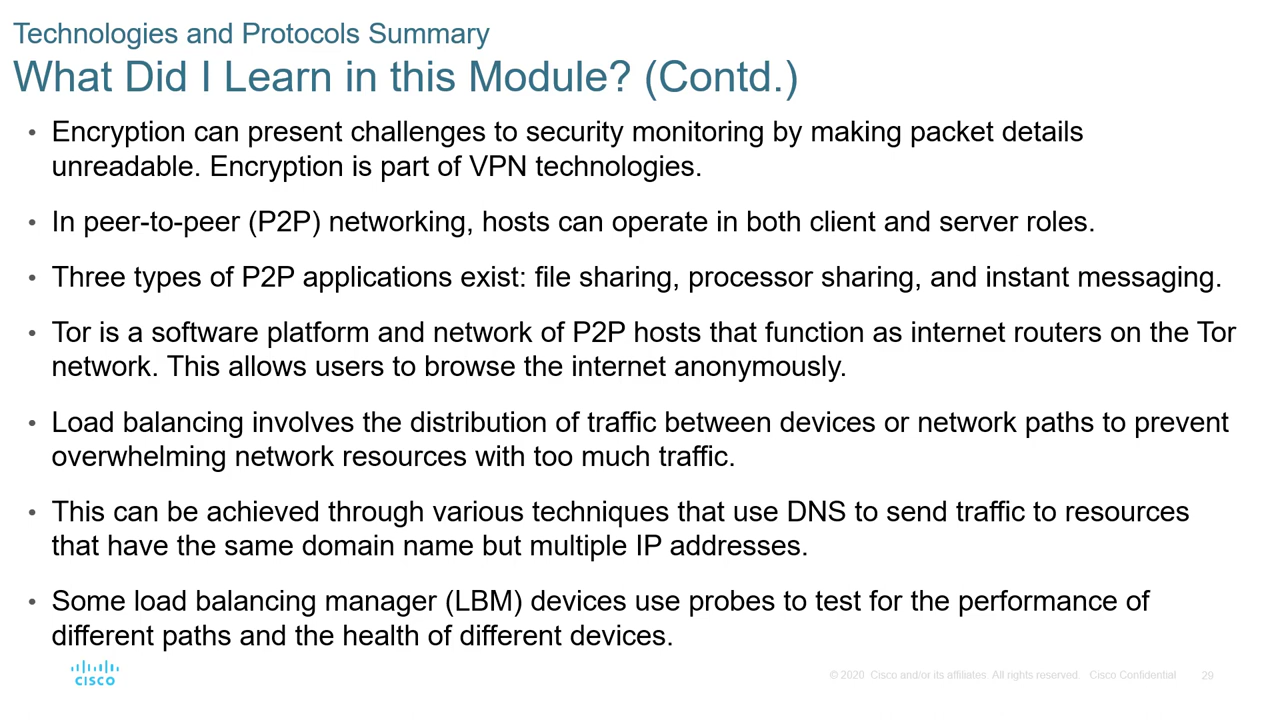 Technologies and Protocols Summary
What Did I Learn in this Module? (Contd.)
• Encryption can present challenges to security monitoring by making packet details
unreadable. Encryption is part of VPN technologies.
• In peer-to-peer (P2P) networking, hosts can operate in both client and server roles.
• Three types of P2P applications exist: file sharing, processor sharing, and instant messaging.
• Tor is a software platform and network of P2P hosts that function as internet routers on the Tor
network. This allows users to browse the internet anonymously.
• Load balancing involves the distribution of traffic between devices or network paths to prevent
overwhelming network resources with too much traffic.
• This can be achieved through various techniques that use DNS to send traffic to resources
that have the same domain name but multiple IP addresses.
• Some load balancing manager (LBM) devices use probes to test for the performance of
different paths and the health of different devices.
CISCO
© 2020 Cisco and/or its affiliates. All rights reserved. Cisco Confidential 29